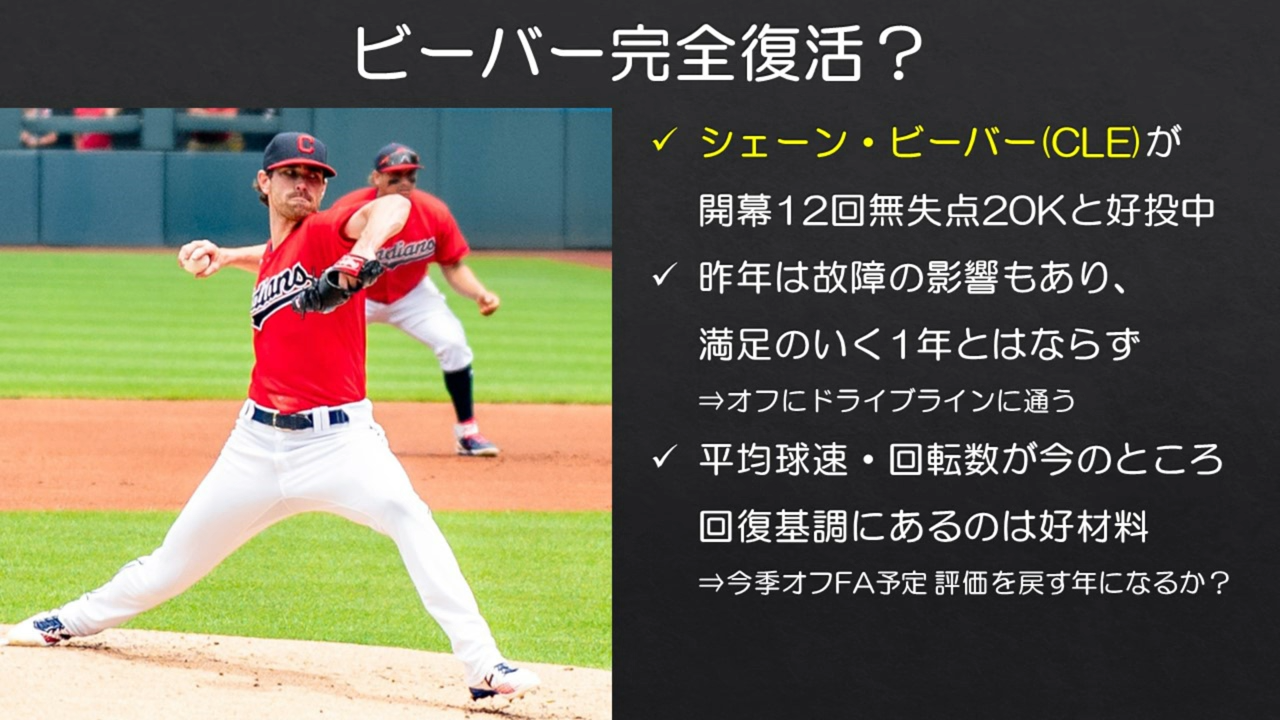 ビーバー完全復活？
✓ シェーン・ビーバー(CLE)が
開幕12回無失点20Kと好投中
✓ 昨年は故障の影響もあり、
満足のいく1年とはならず
⇒オフにドライブラインに通う
✓ 平均球速・回転数が今のところ
回復基調にあるのは好材料
⇒今季オフFA予定 評価を戻す年になるか？
C
dians
ndians